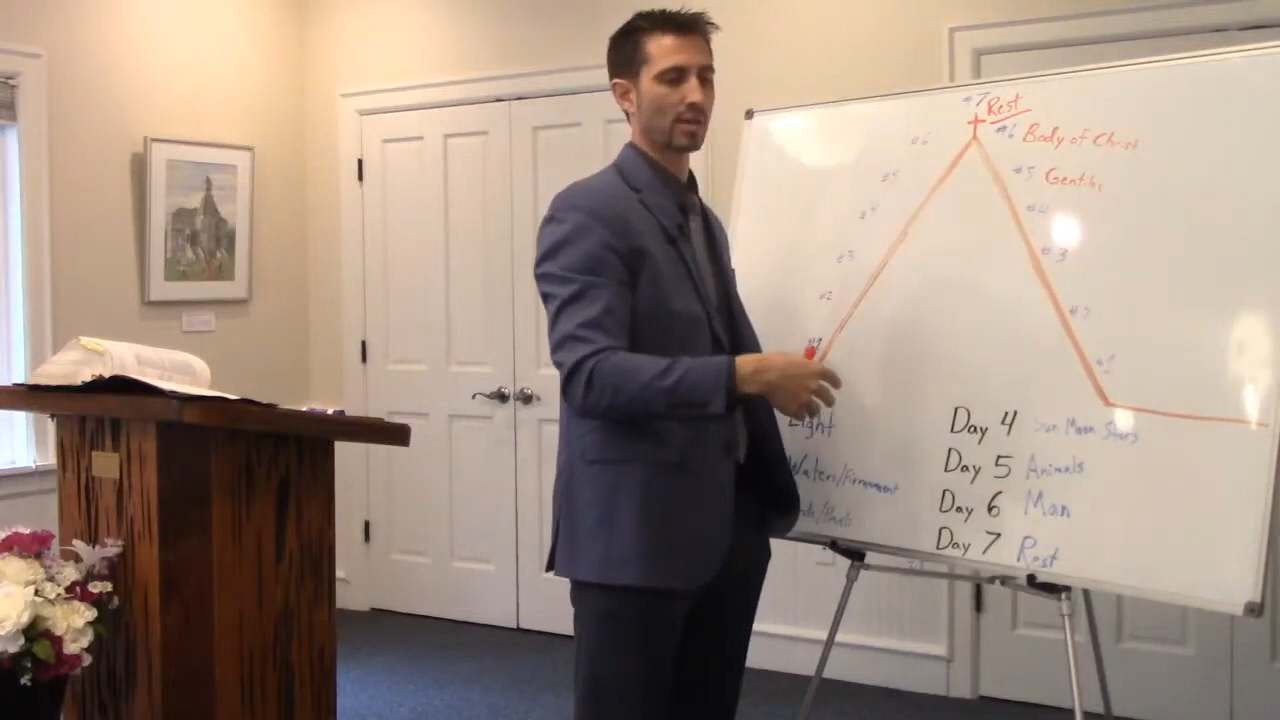 #7 Rest
#6 #6 Body of Christ
#5 #5 Gentiles
#4 #4
#3 #3
#2 #2
#1 #1
Light Day 4 Sun Moon Stars
Water/Firmament Day 5 Animals
Day 6 Man
Day 7 Rest